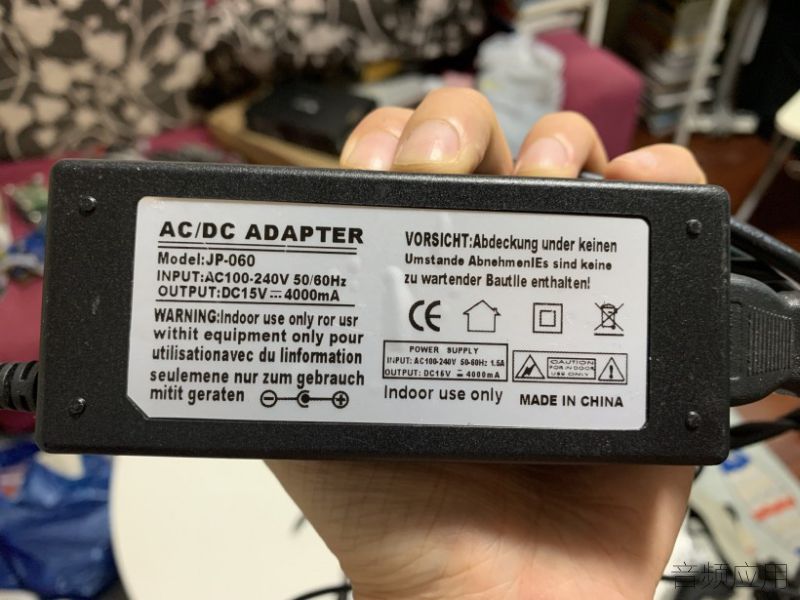 AC/DC ADAPTER
Model:JP-060
INPUT:AC100-240V 50/60Hz
OUTPUT:DC15V⎓4000mA
WARNING:Indoor use only ror usr
withit equipment only pour
utilisationavec du linformation
seulemene nur zum gebrauch
mitit geraten
VORSICHT:Abdeckung under keinen
Umstande AbnehmenIEs sind keine
zu wartender Bautlle enthalten!
CE
POWER SUPPLY
INPUT: AC100-240V 50-60Hz 1.5A
OUTPUT: DC15V⎓4000mA
CAUTION
FOR INDOOR
USE ONLY
Indoor use only
MADE IN CHINA
音频应用